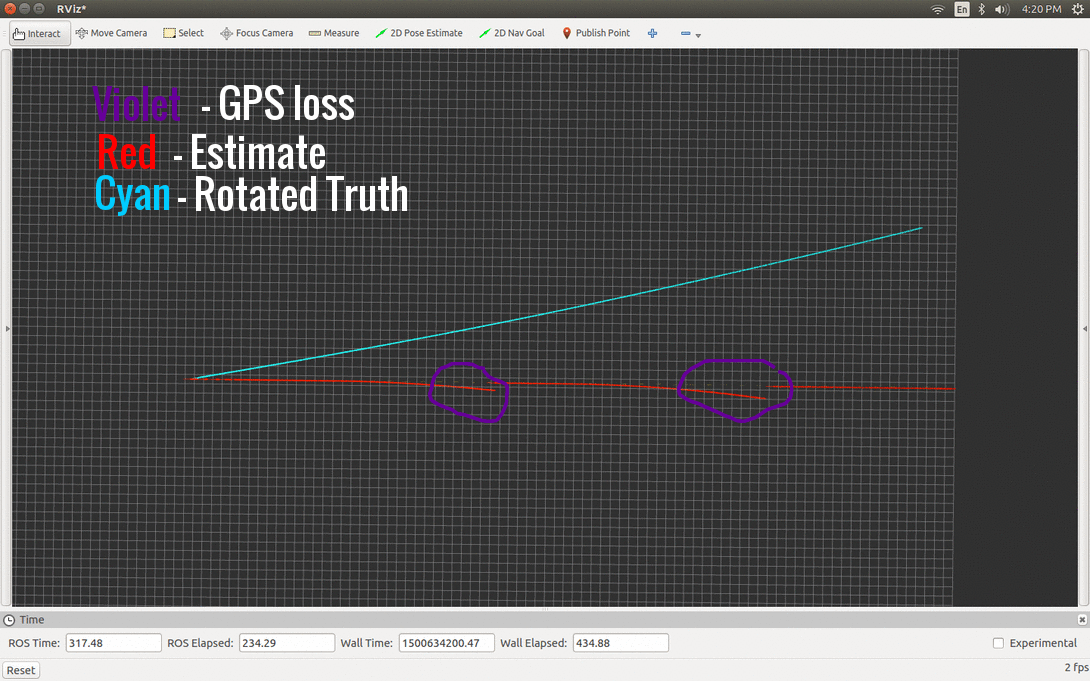 RViz*
En
4:20 PM
Interact Move Camera Select Focus Camera Measure 2D Pose Estimate 2D Nav Goal Publish Point
Violet - GPS loss
Red - Estimate
Cyan - Rotated Truth
Time
ROS Time: 317.48 ROS Elapsed: 234.29 Wall Time: 1500634200.47 Wall Elapsed: 434.88 Experimental
Reset 2 fps